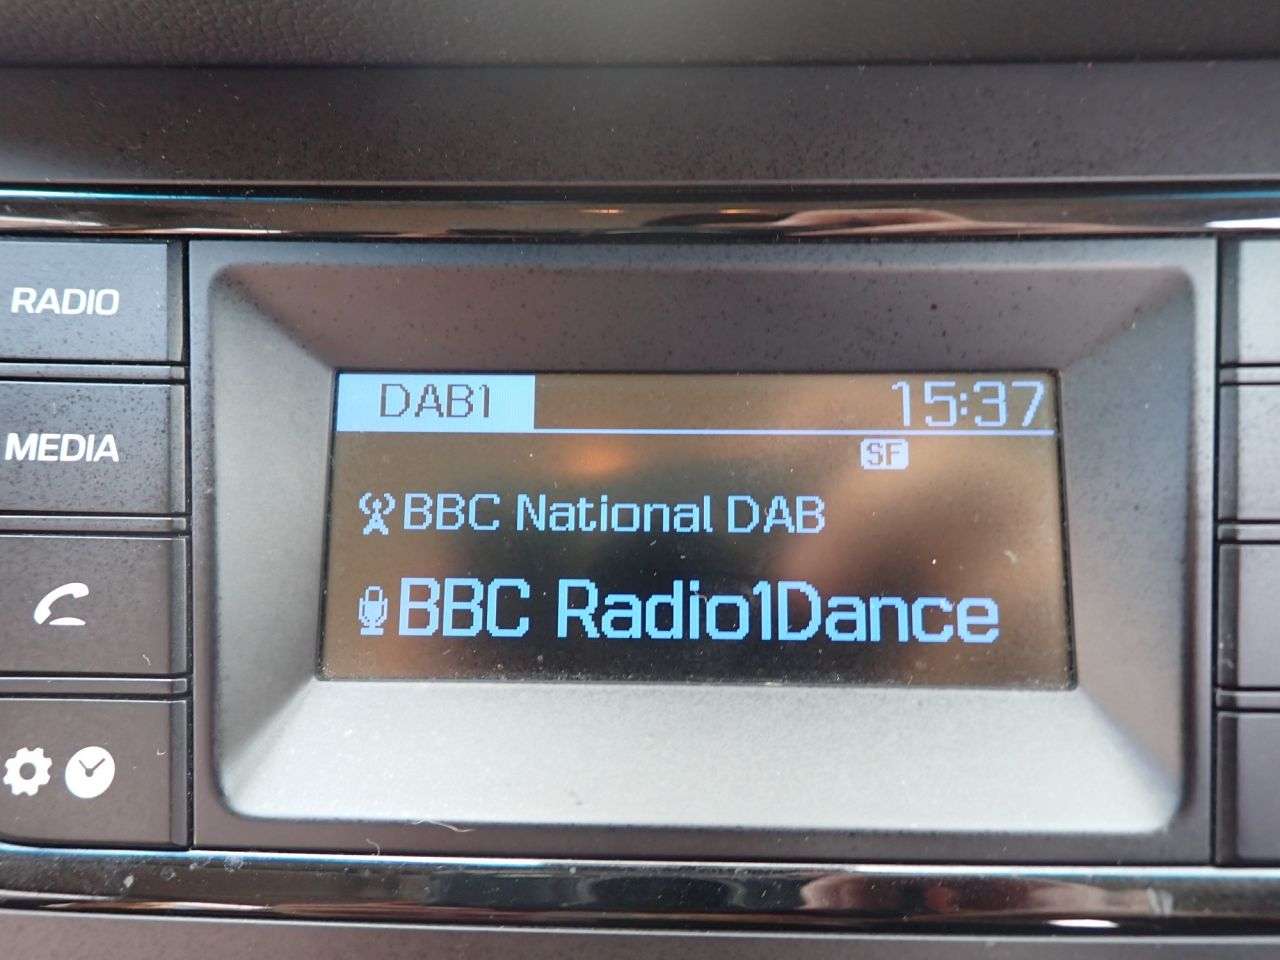 RADIO
MEDIA
DAB1 15:37
SF
BBC National DAB
BBC Radio1Dance